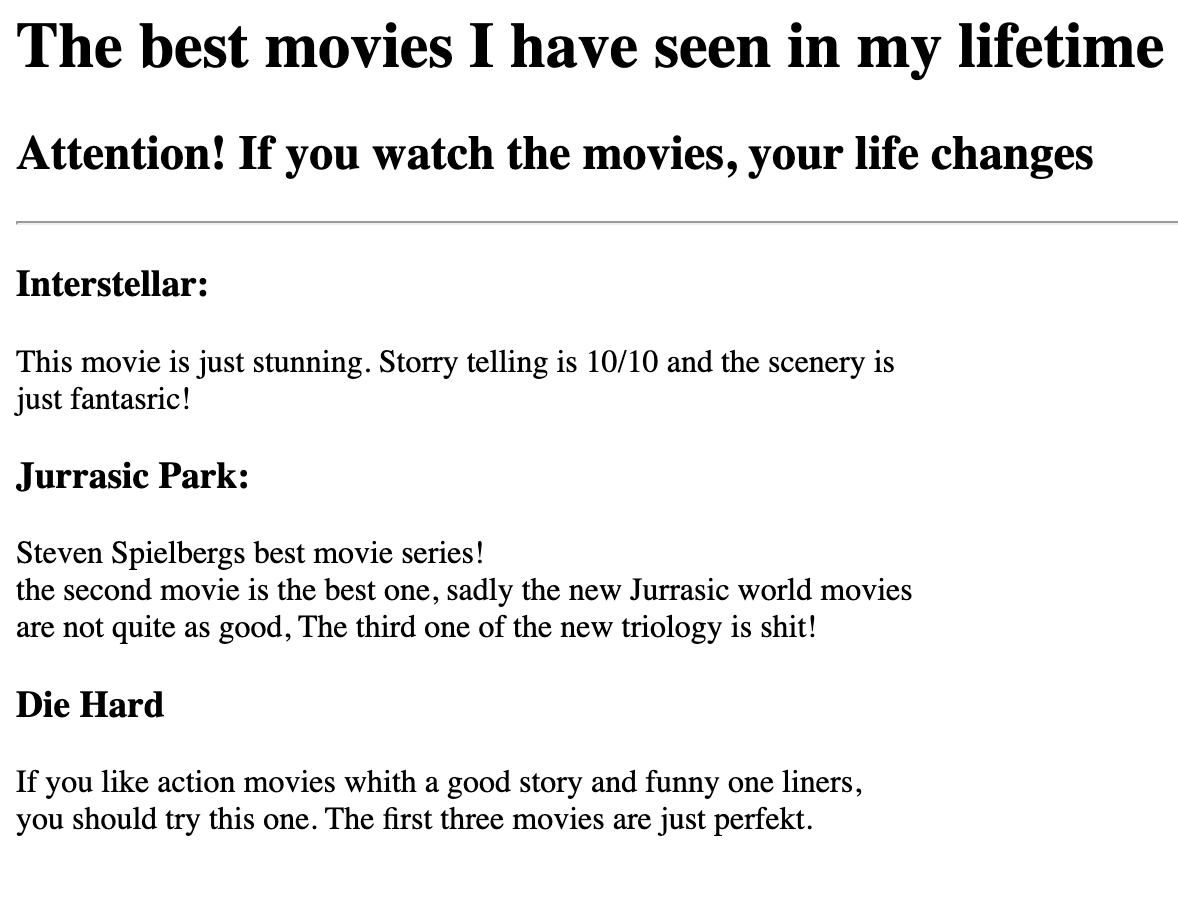 The best movies I have seen in my lifetime
Attention! If you watch the movies, your life changes
Interstellar:
This movie is just stunning. Storry telling is 10/10 and the scenery is
just fantasric!
Jurrasic Park:
Steven Spielbergs best movie series!
the second movie is the best one, sadly the new Jurrasic world movies
are not quite as good, The third one of the new triology is shit!
Die Hard
If you like action movies whith a good story and funny one liners,
you should try this one. The first three movies are just perfekt.